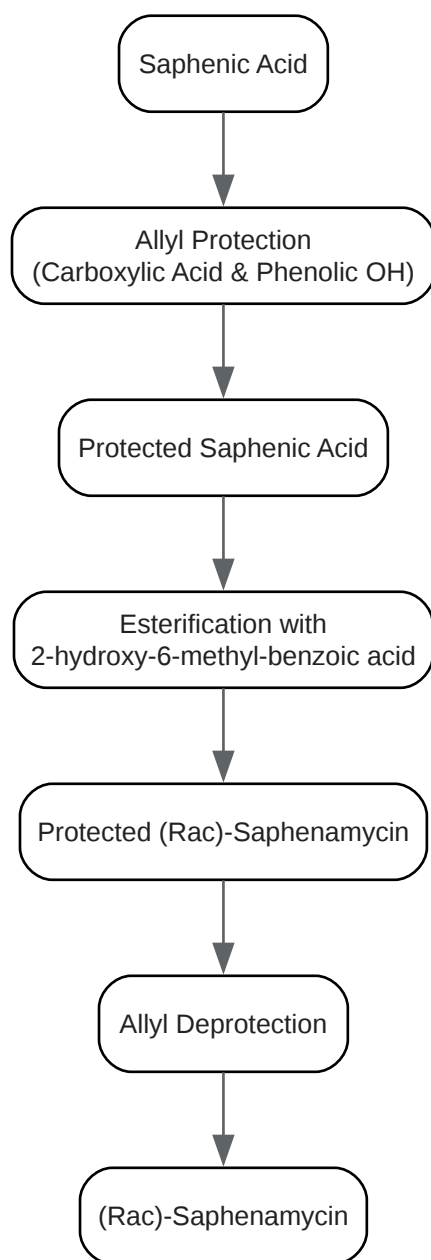 Saphenic Acid
Allyl Protection
(Carboxylic Acid & Phenolic OH)
Protected Saphenic Acid
Esterification with
2-hydroxy-6-methyl-benzoic acid
Protected (Rac)-Saphenamycin
Allyl Deprotection
(Rac)-Saphenamycin